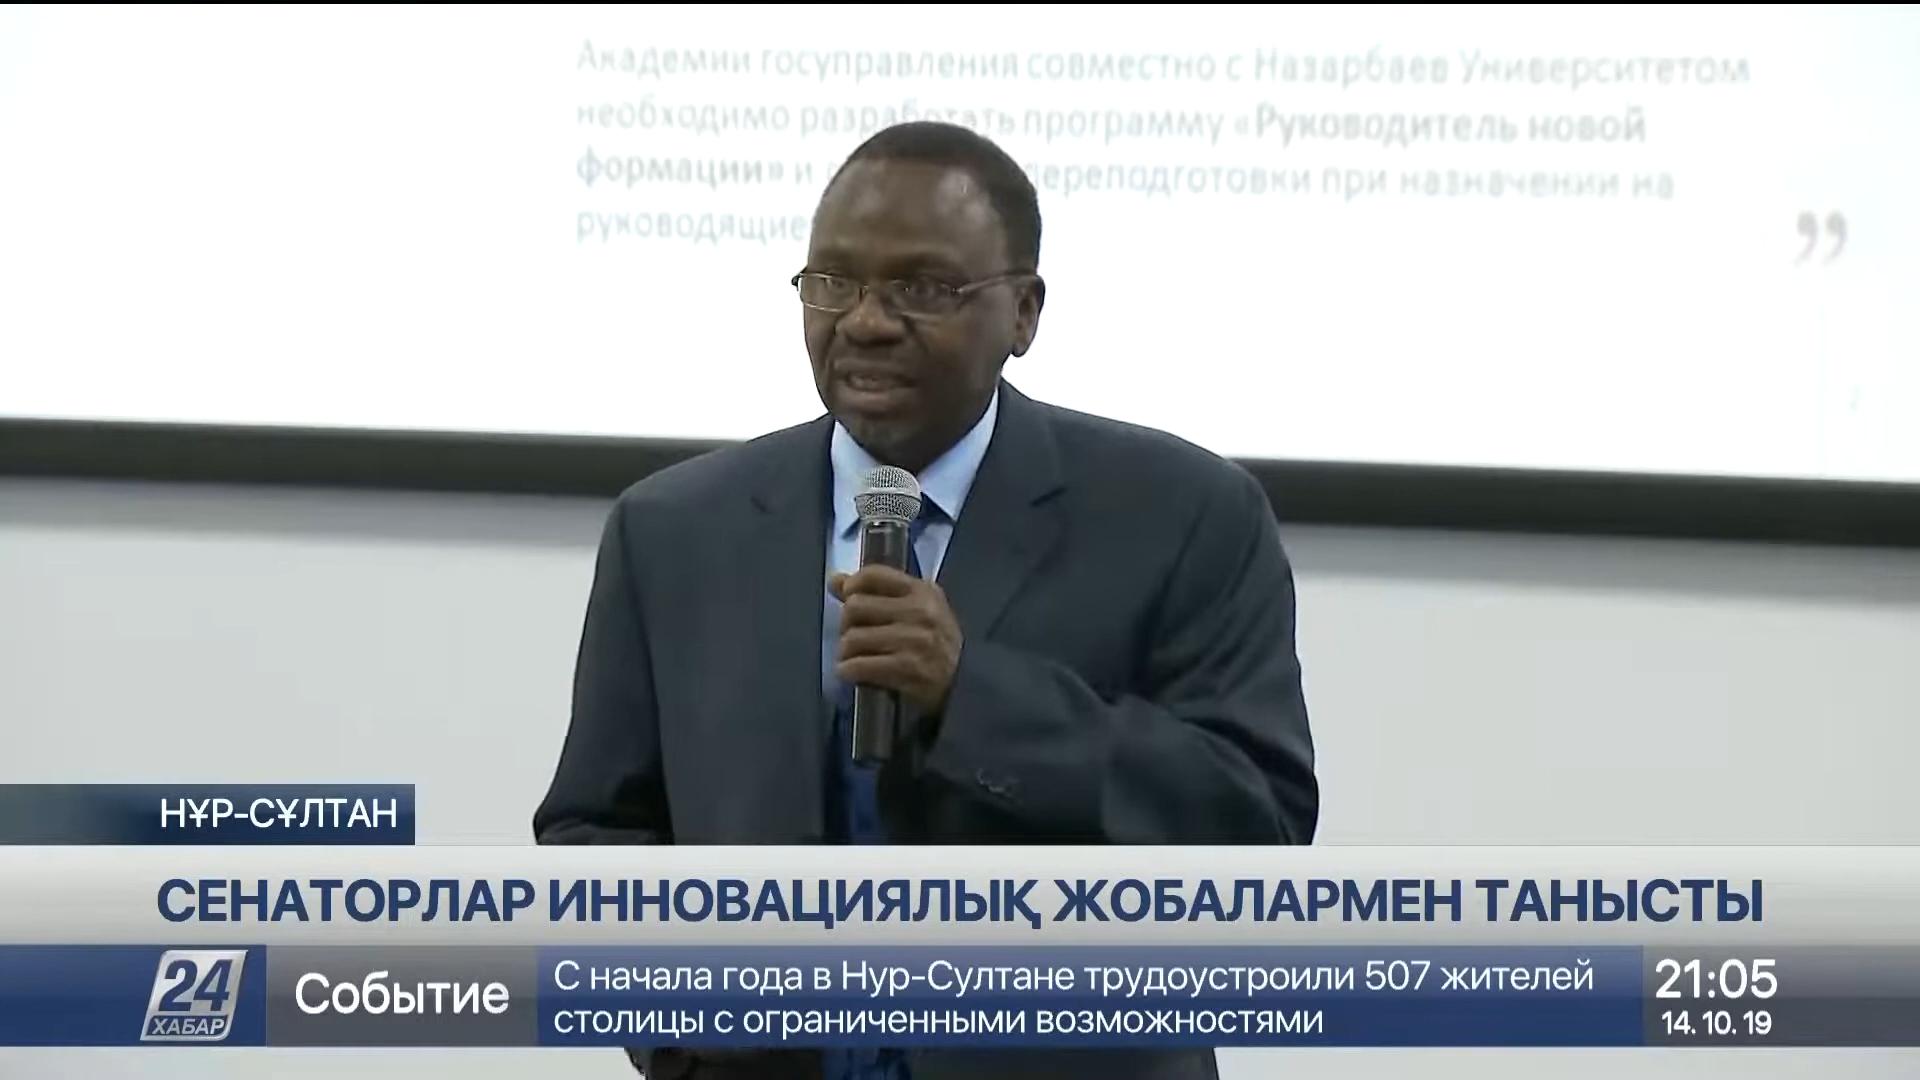 Академии госуправления совместно с Назарбаев Университетом
необходимо разработать программу «Руководитель новой
формации» и переподготовки при назначении на
руководящие
”
НҰР-СҰЛТАН
СЕНАТОРЛАР ИННОВАЦИЯЛЫҚ ЖОБАЛАРМЕН ТАНЫСТЫ
24
ХАБАР
Событие
С начала года в Нур-Султане трудоустроили 507 жителей
столицы с ограниченными возможностями
21:05
14. 10. 19